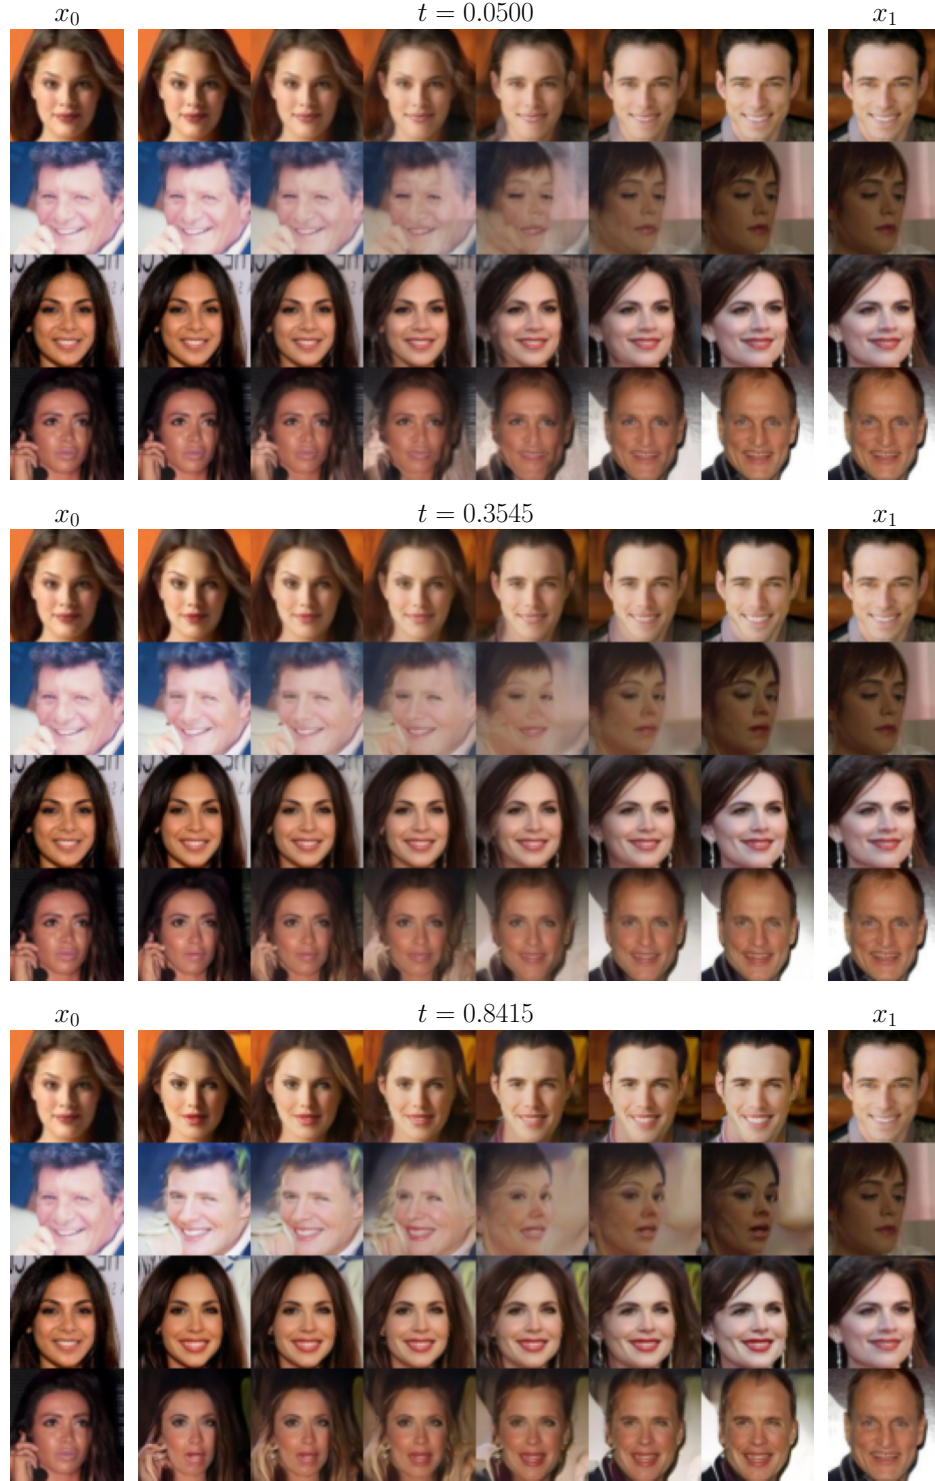 x₀ t = 0.0500 x₁
x₀ t = 0.3545 x₁
x₀ t = 0.8415 x₁